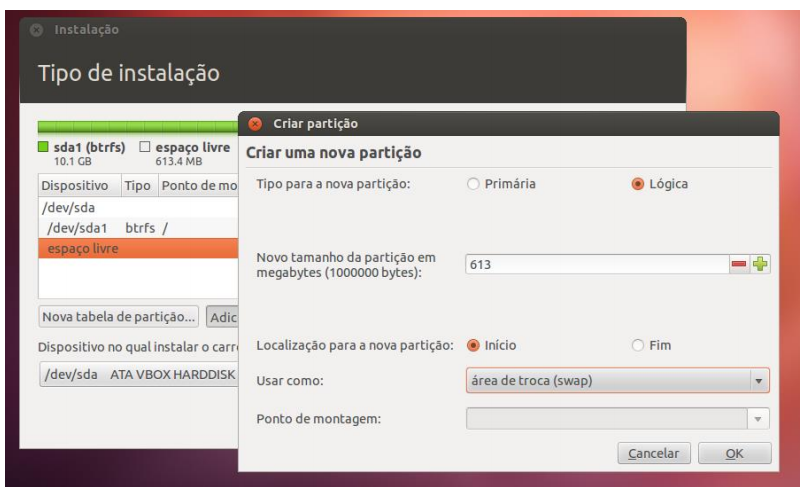 Instalação
Tipo de instalação
sda1 (btrfs) espaço livre
10.1 GB 613.4 MB
Dispositivo Tipo Ponto de mo
/dev/sda
/dev/sda1 btrfs /
espaço livre
Nova tabela de partição... Adic
Dispositivo no qual instalar o carre
/dev/sda ATA VBOX HARDDISK
Criar partição
Criar uma nova partição
Tipo para a nova partição: Primária Lógica
Novo tamanho da partição em
megabytes (1000000 bytes): 613
Localização para a nova partição: Início Fim
Usar como: área de troca (swap)
Ponto de montagem:
Cancelar OK